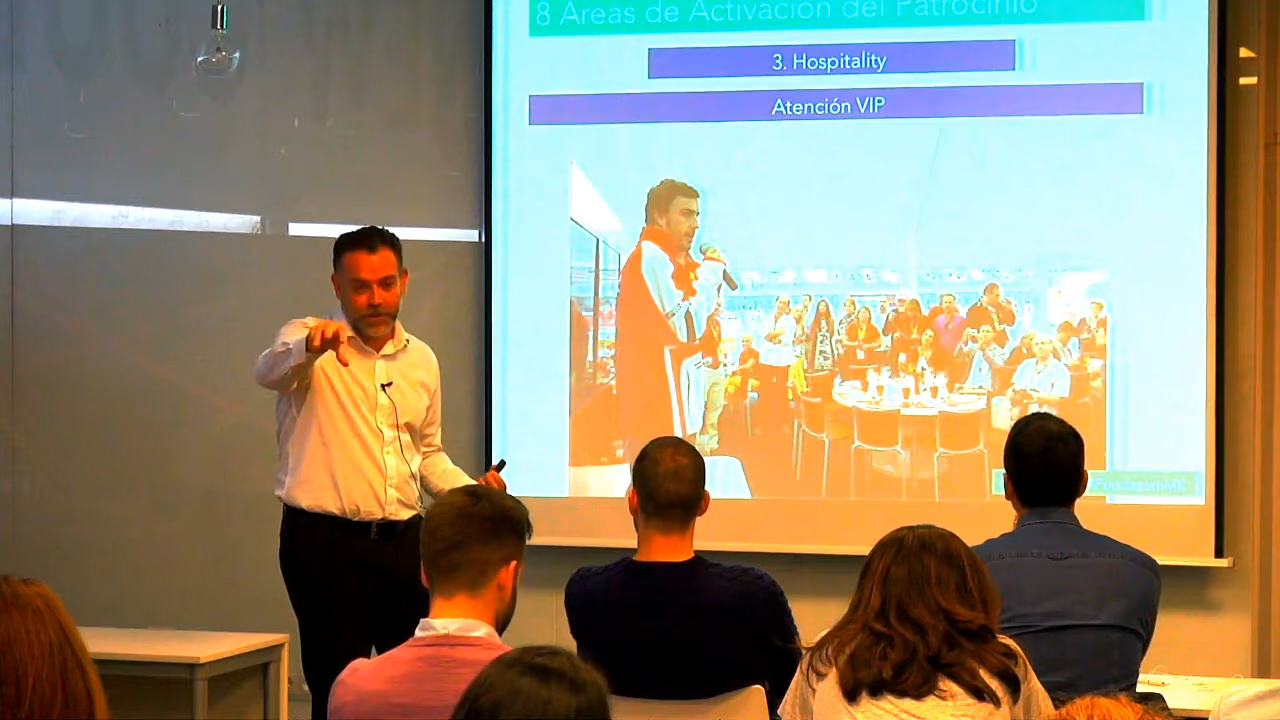 8 Áreas de Activación del Patrocinio
3. Hospitality
Atención VIP